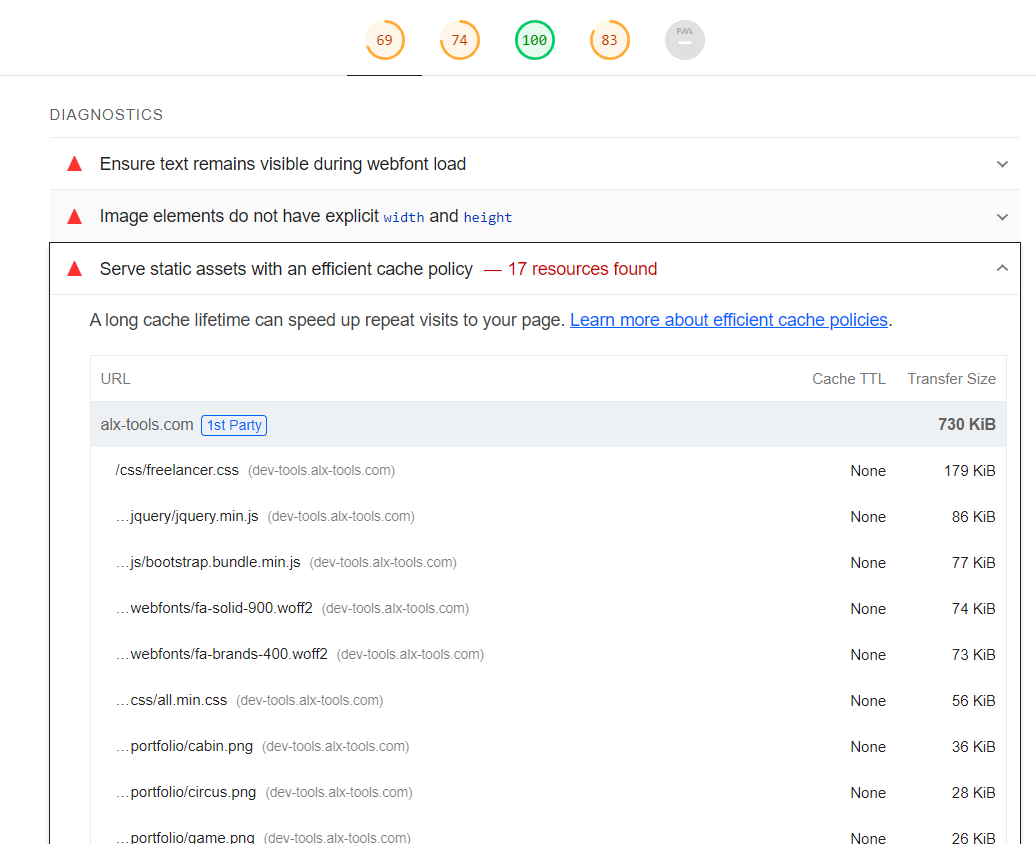 69 74 100 83 PWA
DIAGNOSTICS
Ensure text remains visible during webfont load
Image elements do not have explicit width and height
Serve static assets with an efficient cache policy — 17 resources found
A long cache lifetime can speed up repeat visits to your page. Learn more about efficient cache policies.
URL Cache TTL Transfer Size
alx-tools.com 1st Party 730 KiB
/css/freelancer.css (dev-tools.alx-tools.com) None 179 KiB
…jquery/jquery.min.js (dev-tools.alx-tools.com) None 86 KiB
…js/bootstrap.bundle.min.js (dev-tools.alx-tools.com) None 77 KiB
…webfonts/fa-solid-900.woff2 (dev-tools.alx-tools.com) None 74 KiB
…webfonts/fa-brands-400.woff2 (dev-tools.alx-tools.com) None 73 KiB
…css/all.min.css (dev-tools.alx-tools.com) None 56 KiB
…portfolio/cabin.png (dev-tools.alx-tools.com) None 36 KiB
…portfolio/circus.png (dev-tools.alx-tools.com) None 28 KiB
…portfolio/game.png (dev-tools.alx-tools.com) None 26 KiB